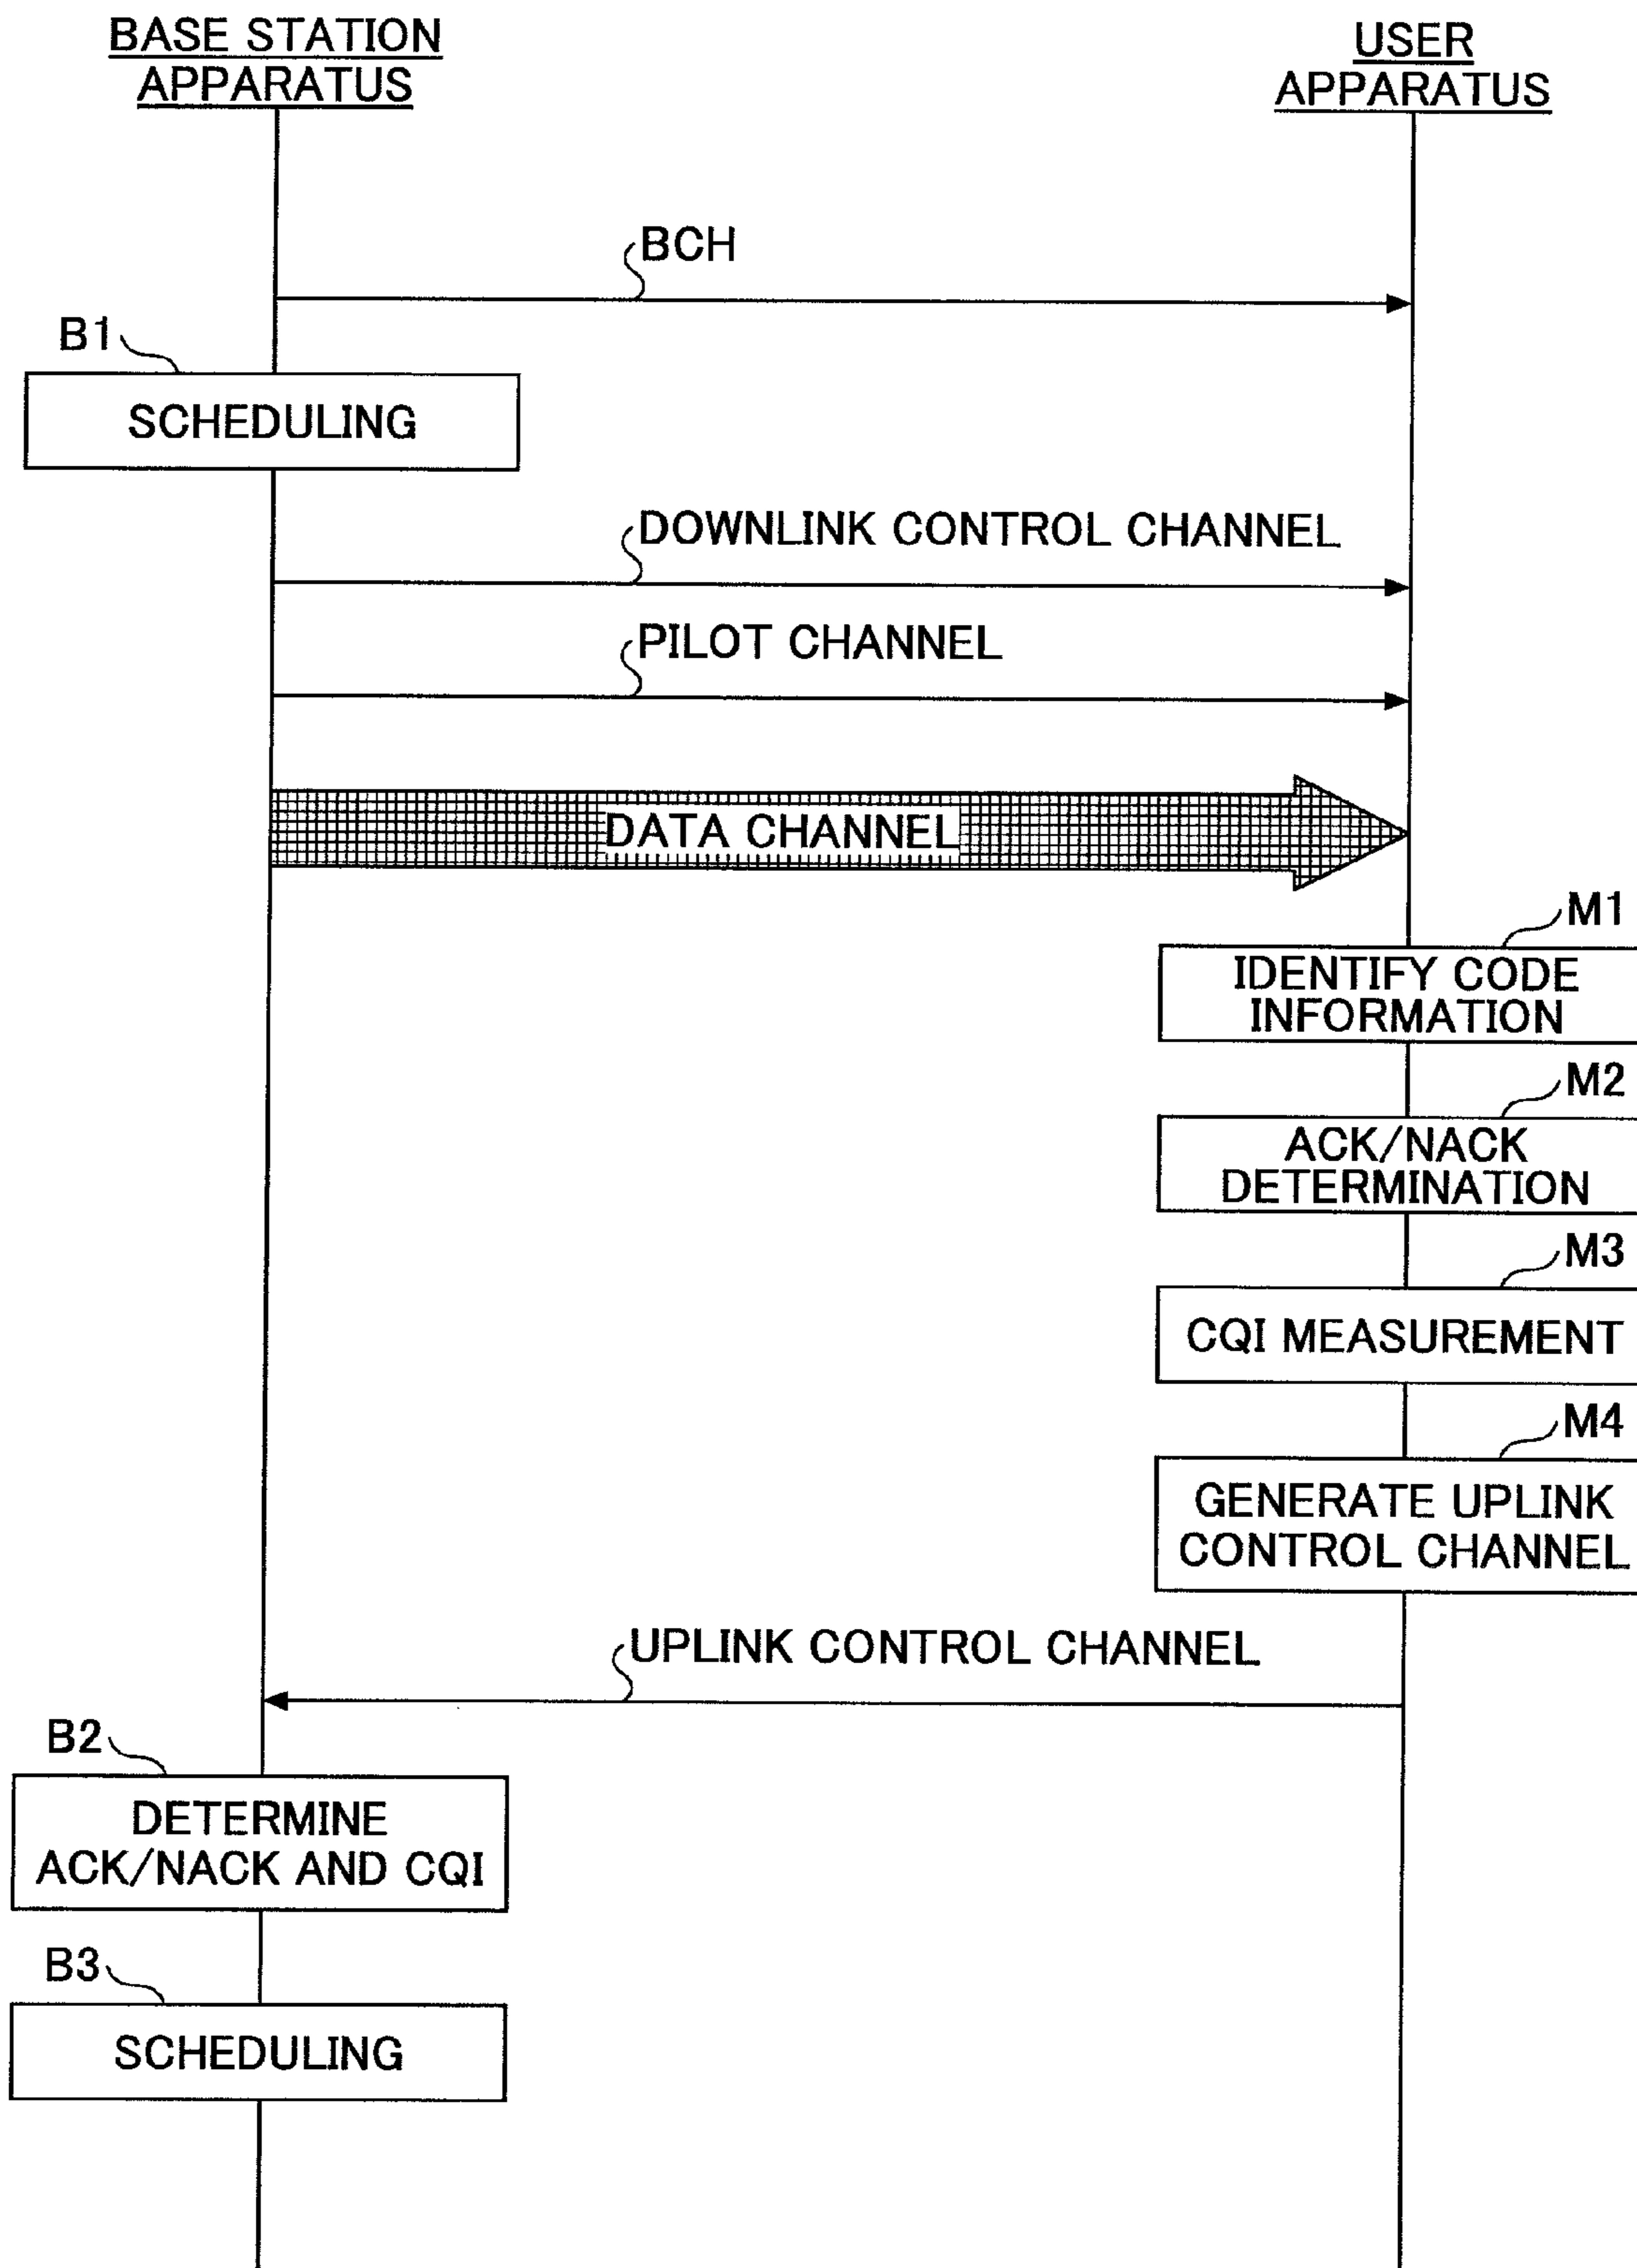 BASE STATION
APPARATUS
USER
APPARATUS
BCH
B1
SCHEDULING
DOWNLINK CONTROL CHANNEL
PILOT CHANNEL
DATA CHANNEL
M1
IDENTIFY CODE
INFORMATION
M2
ACK/NACK
DETERMINATION
M3
CQI MEASUREMENT
M4
GENERATE UPLINK
CONTROL CHANNEL
UPLINK CONTROL CHANNEL
B2
DETERMINE
ACK/NACK AND CQI
B3
SCHEDULING